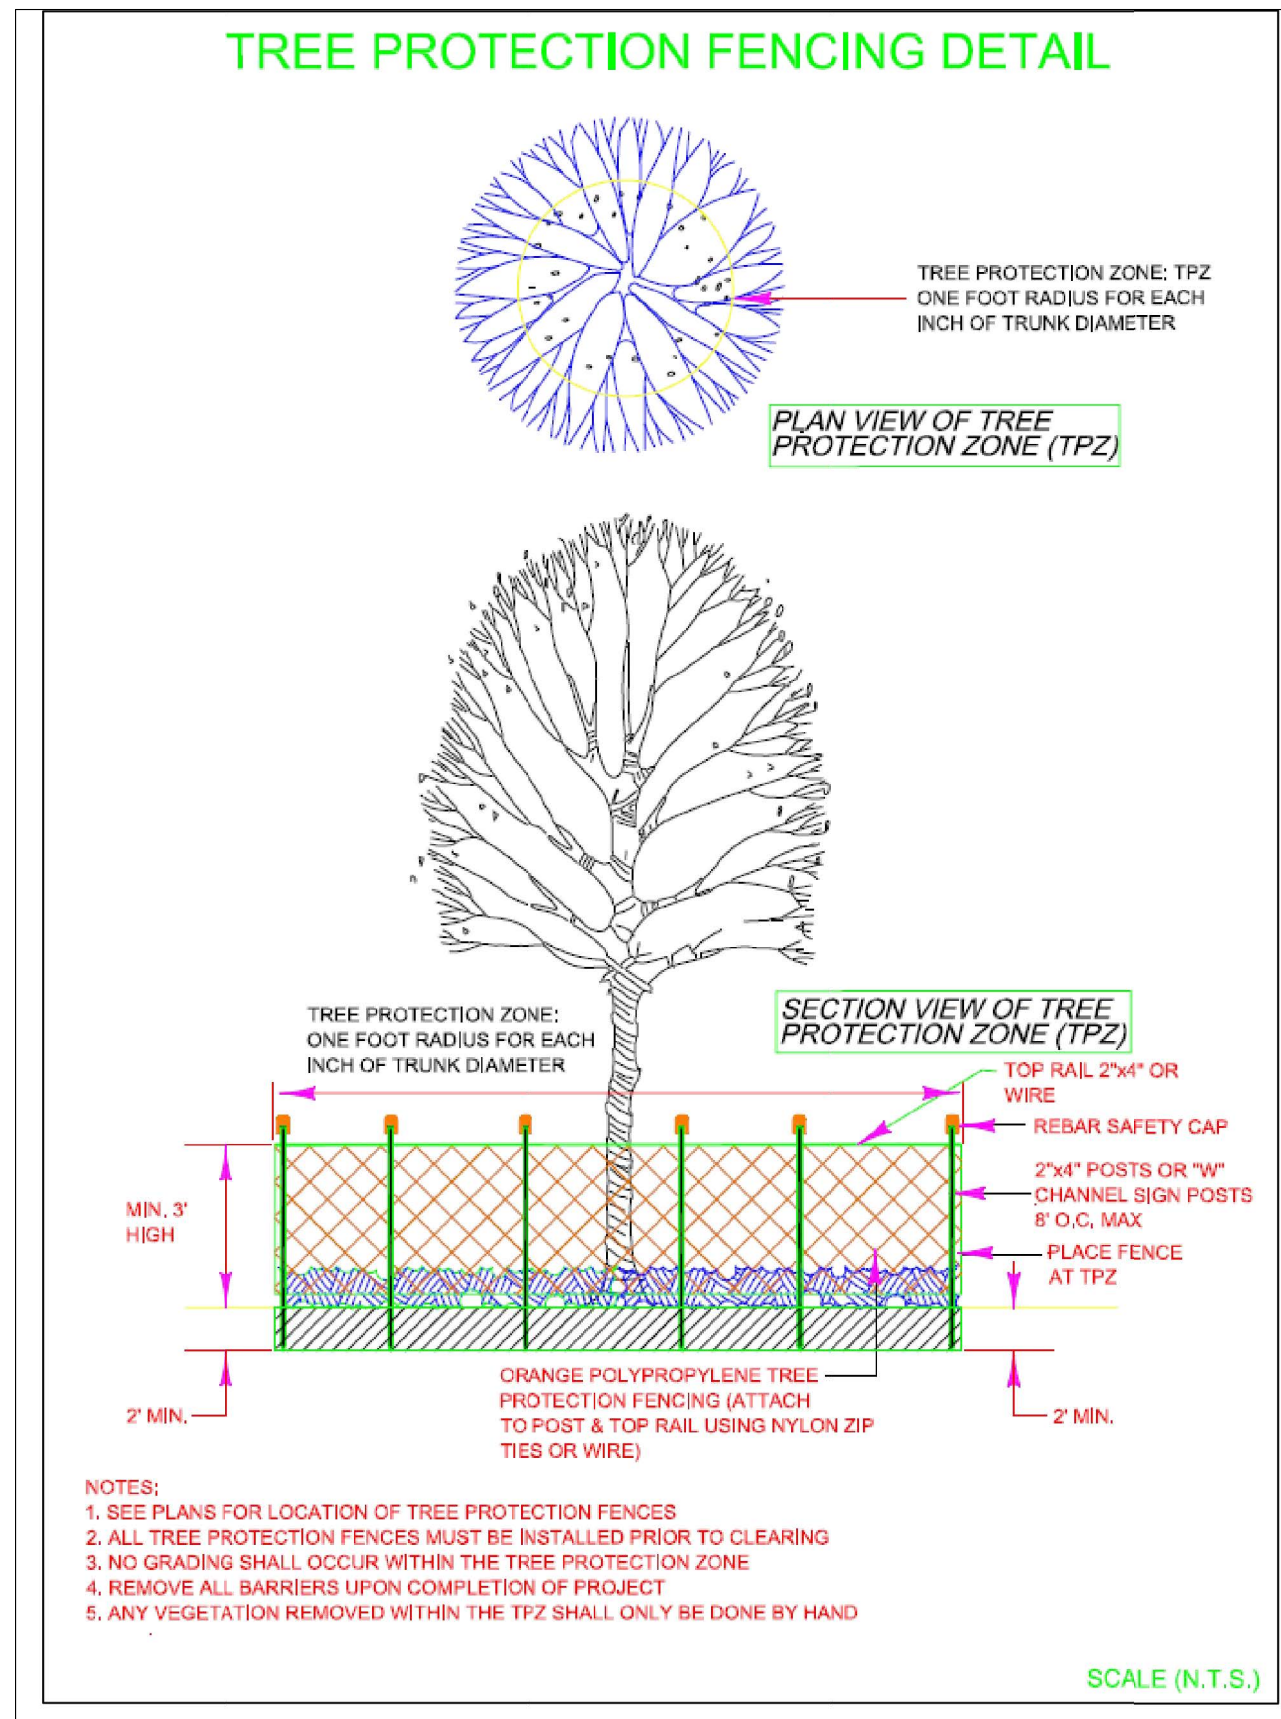 TREE PROTECTION FENCING DETAIL
TREE PROTECTION ZONE: TPZ
ONE FOOT RADIUS FOR EACH
INCH OF TRUNK DIAMETER
PLAN VIEW OF TREE
PROTECTION ZONE (TPZ)
TREE PROTECTION ZONE:
ONE FOOT RADIUS FOR EACH
INCH OF TRUNK DIAMETER
SECTION VIEW OF TREE
PROTECTION ZONE (TPZ)
TOP RAIL 2"x4" OR
WIRE
REBAR SAFETY CAP
2"x4" POSTS OR "W"
CHANNEL SIGN POSTS
8' O.C. MAX
PLACE FENCE
AT TPZ
MIN. 3'
HIGH
2' MIN.
ORANGE POLYPROPYLENE TREE
PROTECTION FENCING (ATTACH
TO POST & TOP RAIL USING NYLON ZIP
TIES OR WIRE)
2' MIN.
NOTES:
1. SEE PLANS FOR LOCATION OF TREE PROTECTION FENCES
2. ALL TREE PROTECTION FENCES MUST BE INSTALLED PRIOR TO CLEARING
3. NO GRADING SHALL OCCUR WITHIN THE TREE PROTECTION ZONE
4. REMOVE ALL BARRIERS UPON COMPLETION OF PROJECT
5. ANY VEGETATION REMOVED WITHIN THE TPZ SHALL ONLY BE DONE BY HAND
SCALE (N.T.S.)